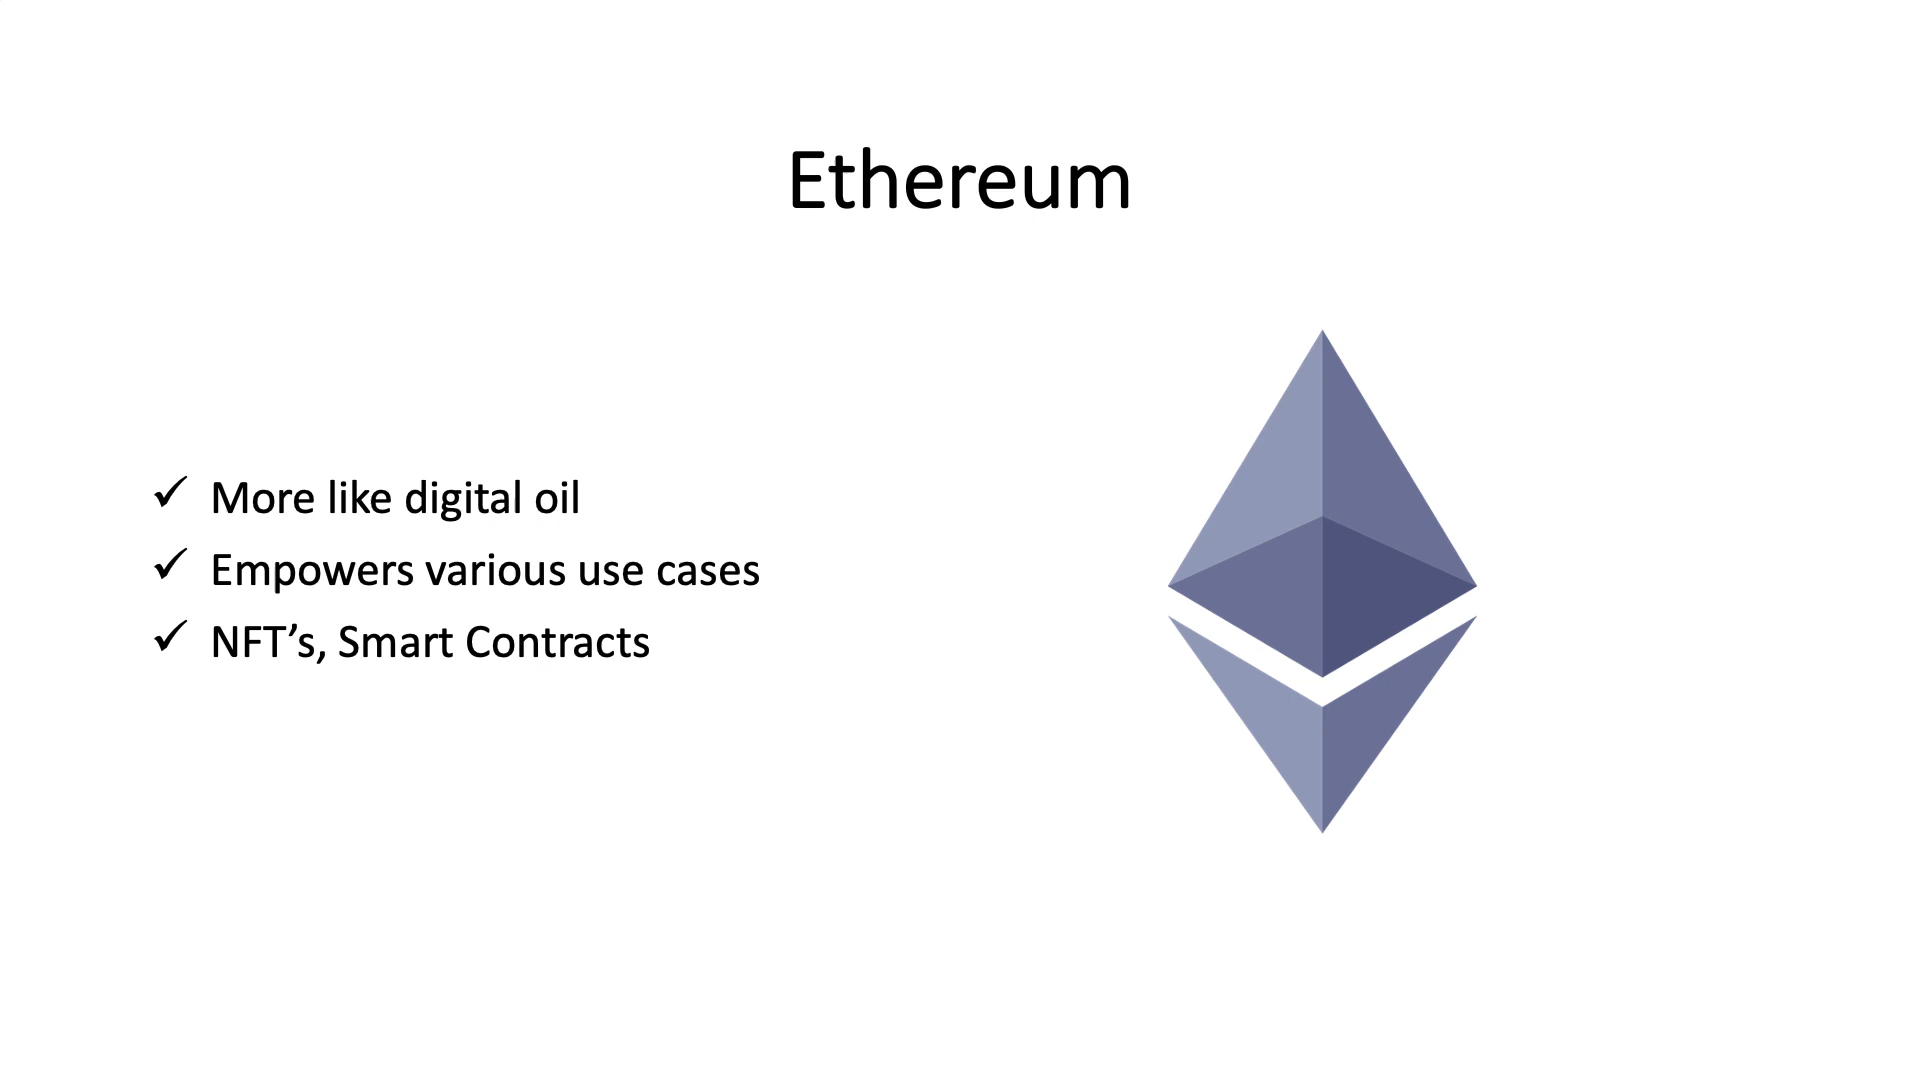 Ethereum
✓ More like digital oil
✓ Empowers various use cases
✓ NFT’s, Smart Contracts